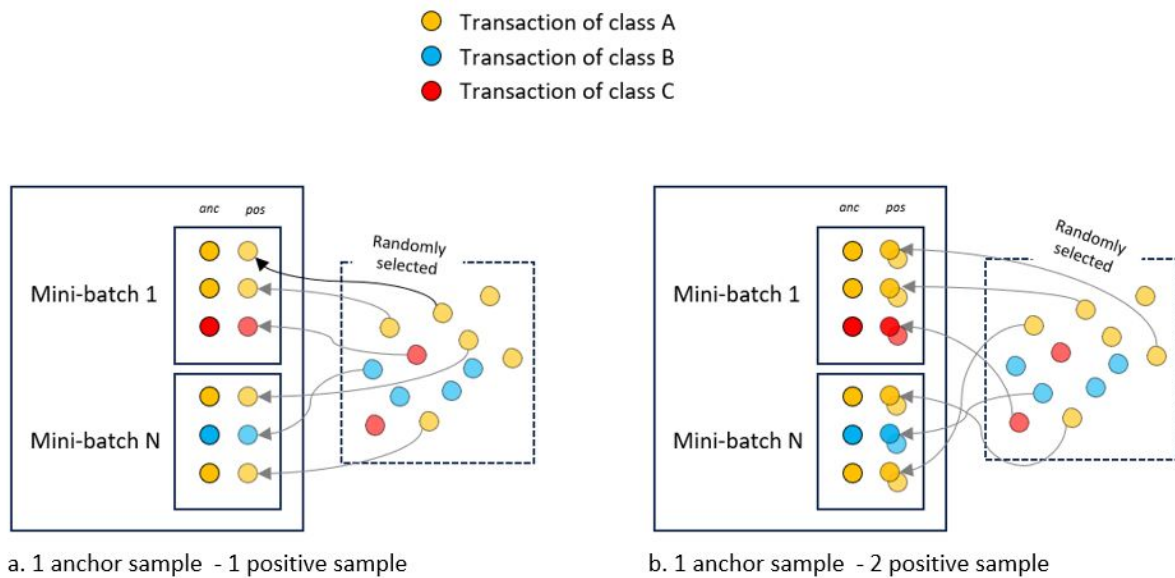 Transaction of class A
Transaction of class B
Transaction of class C
anc pos
Mini-batch 1
Mini-batch N
Randomly
selected
a. 1 anchor sample - 1 positive sample
anc pos
Mini-batch 1
Mini-batch N
Randomly
selected
b. 1 anchor sample - 2 positive sample